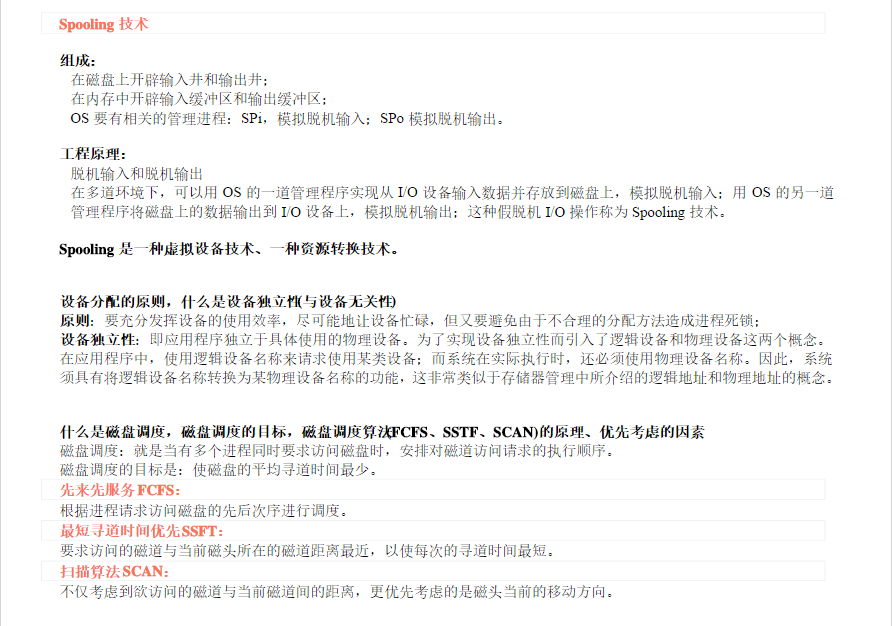 Spooling 技术
组成：
在磁盘上开辟输入井和输出井；
在内存中开辟输入缓冲区和输出缓冲区；
OS 要有相关的管理进程：SPi，模拟脱机输入；SPo 模拟脱机输出。
工程原理：
脱机输入和脱机输出
在多道环境下，可以用 OS 的一道管理程序实现从 I/O 设备输入数据并存放到磁盘上，模拟脱机输入；用 OS 的另一道
管理程序将磁盘上的数据输出到 I/O 设备上，模拟脱机输出；这种假脱机 I/O 操作称为 Spooling 技术。
Spooling 是一种虚拟设备技术、一种资源转换技术。
设备分配的原则，什么是设备独立性(与设备无关性)
原则：要充分发挥设备的使用效率，尽可能地让设备忙碌，但又要避免由于不合理的分配方法造成进程死锁；
设备独立性：即应用程序独立于具体使用的物理设备。为了实现设备独立性而引入了逻辑设备和物理设备这两个概念。
在应用程序中，使用逻辑设备名称来请求使用某类设备；而系统在实际执行时，还必须使用物理设备名称。因此，系统
须具有将逻辑设备名称转换为某物理设备名称的功能，这非常类似于存储器管理中所介绍的逻辑地址和物理地址的概念。
什么是磁盘调度，磁盘调度的目标，磁盘调度算法(FCFS、SSTF、SCAN)的原理、优先考虑的因素
磁盘调度：就是当有多个进程同时要求访问磁盘时，安排对磁道访问请求的执行顺序。
磁盘调度的目标是：使磁盘的平均寻道时间最少。
先来先服务 FCFS：
根据进程请求访问磁盘的先后次序进行调度。
最短寻道时间优先SSFT：
要求访问的磁道与当前磁头所在的磁道距离最近，以使每次的寻道时间最短。
扫描算法 SCAN：
不仅考虑到欲访问的磁道与当前磁道间的距离，更优先考虑的是磁头当前的移动方向。